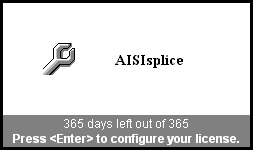 AISIsplice
365 days left out of 365
Press <Enter> to configure your license.